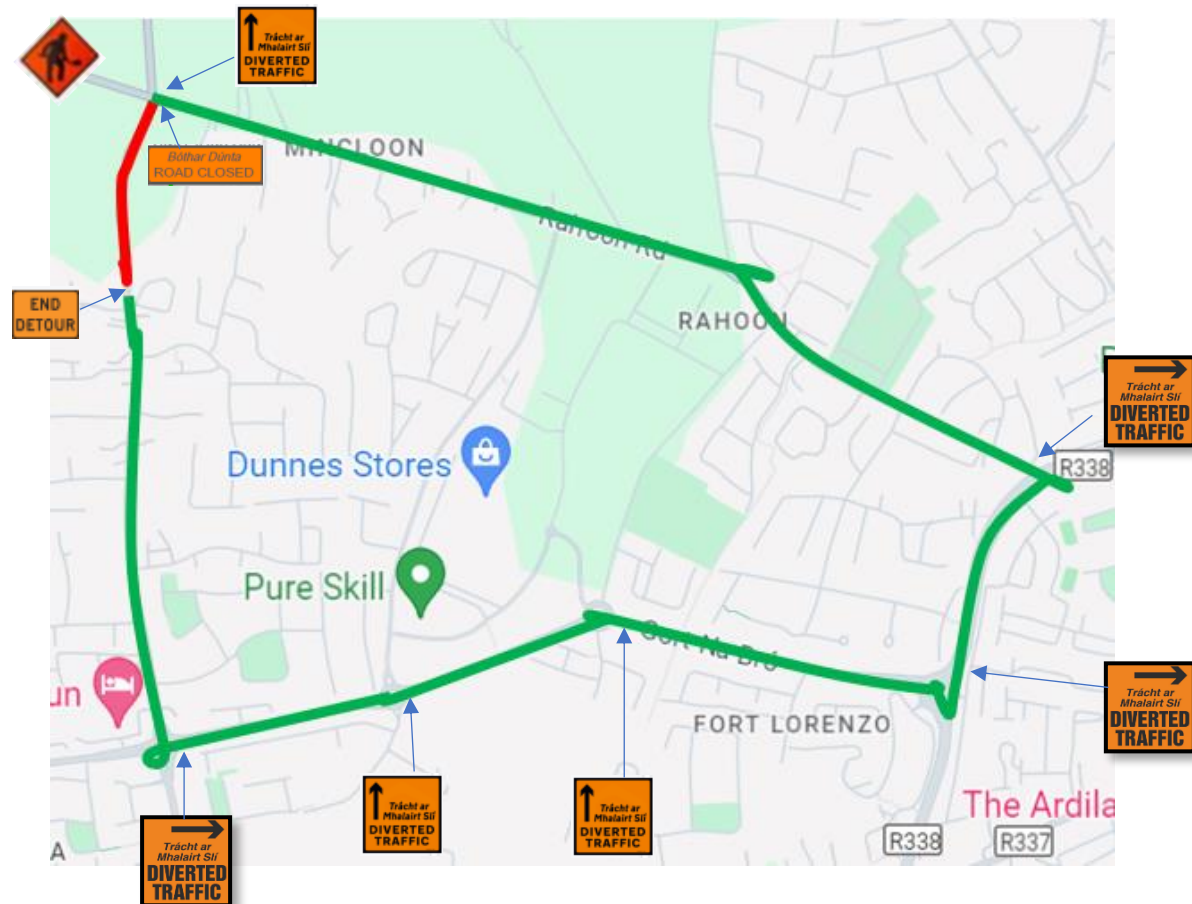 Trácht ar
Mhalairt Slí
DIVERTED
TRAFFIC
MINCLOON
Bóthar Dúnta
ROAD CLOSED
Rahoon Rd
END
DETOUR
RAHOON
Trácht ar
Mhalairt Slí
DIVERTED
TRAFFIC
R338
Dunnes Stores
Pure Skill
Gort Na Bró
un
FORT LORENZO
Trácht ar
Mhalairt Slí
DIVERTED
TRAFFIC
Trácht ar
Mhalairt Slí
DIVERTED
TRAFFIC
Trácht ar
Mhalairt Slí
DIVERTED
TRAFFIC
The Ardila
R338
R337
A
Trácht ar
Mhalairt Slí
DIVERTED
TRAFFIC